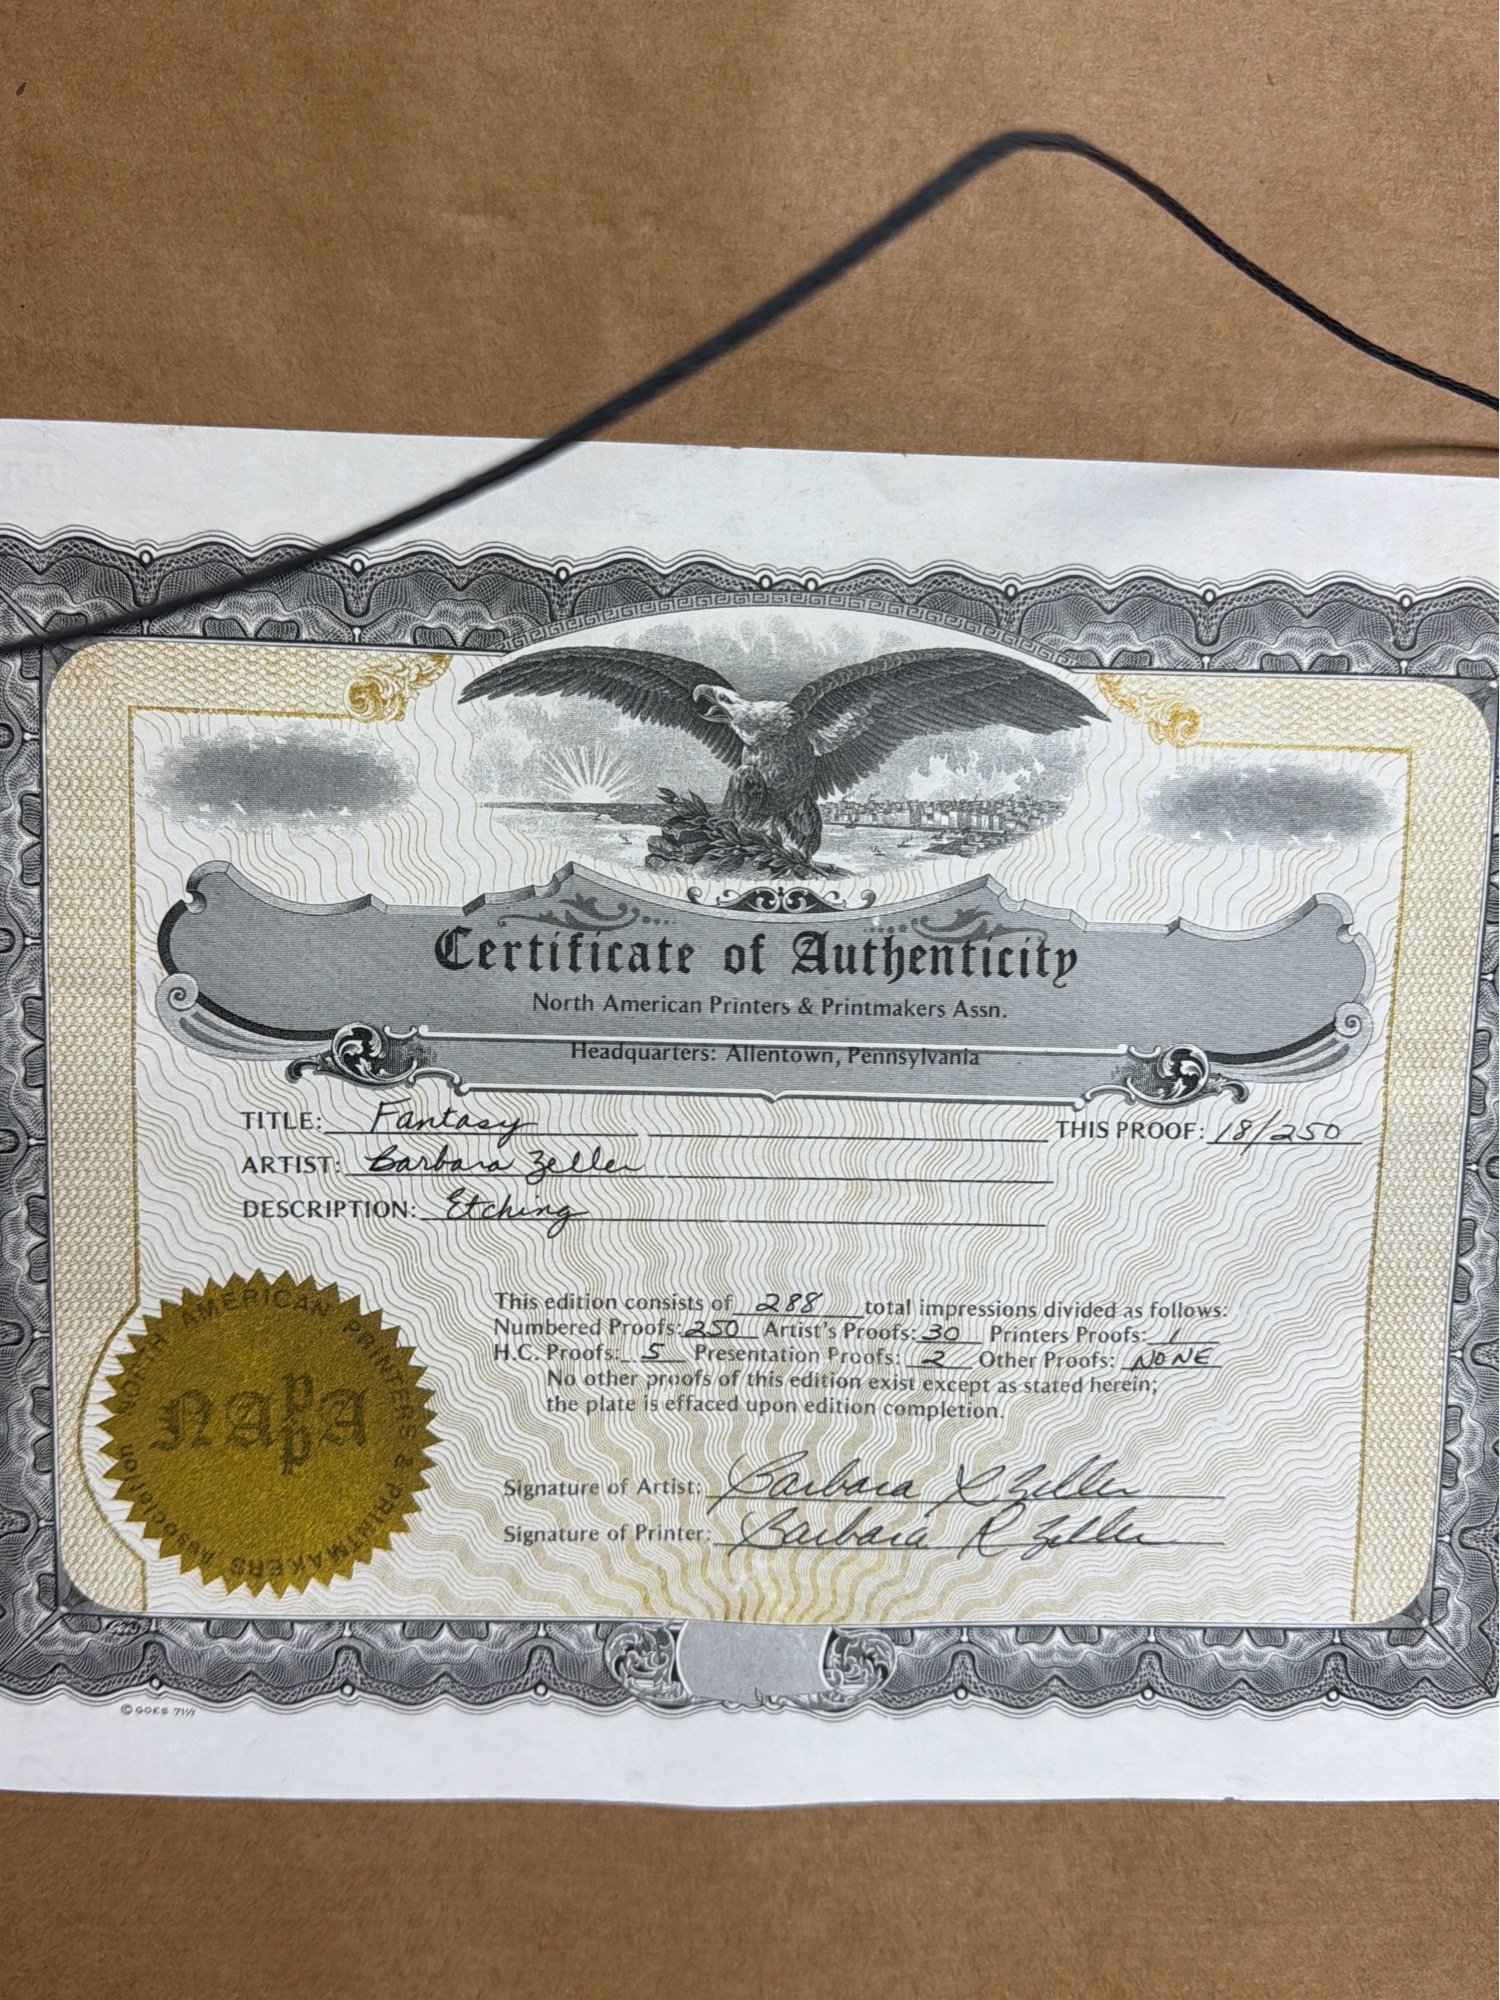 Certificate of Authenticity
North American Printers & Printmakers Assn.
Headquarters: Allentown, Pennsylvania
TITLE: Fantasy THIS PROOF: 18/250
ARTIST: Barbara Zeller
DESCRIPTION: Etching
This edition consists of 288 total impressions divided as follows:
Numbered Proofs: 250 Artist's Proofs: 30 Printers Proofs: 1
H.C. Proofs: 5 Presentation Proofs: 2 Other Proofs: NONE
No other proofs of this edition exist except as stated herein;
the plate is effaced upon edition completion.
Signature of Artist: Barbara R Zeller
Signature of Printer: Barbara R Zeller
NORTH AMERICAN PRINTERS & PRINTMAKERS Association
NAPPA
© GOES